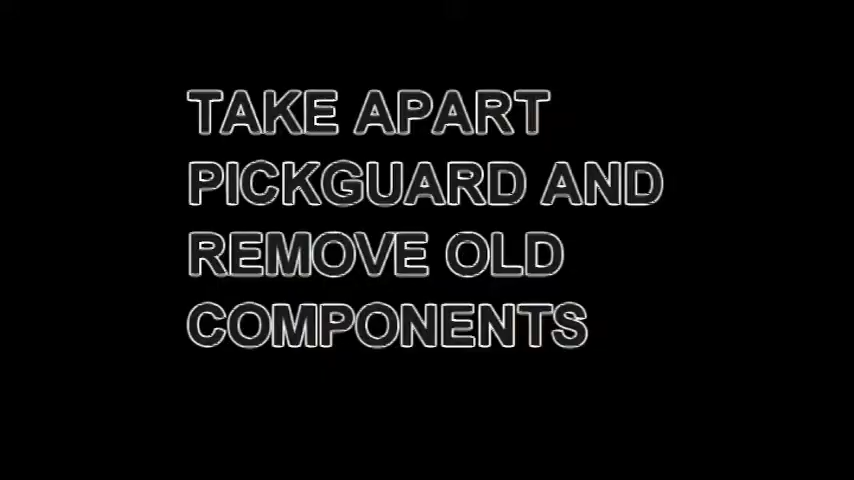 TAKE APART
PICKGUARD AND
REMOVE OLD
COMPONENTS